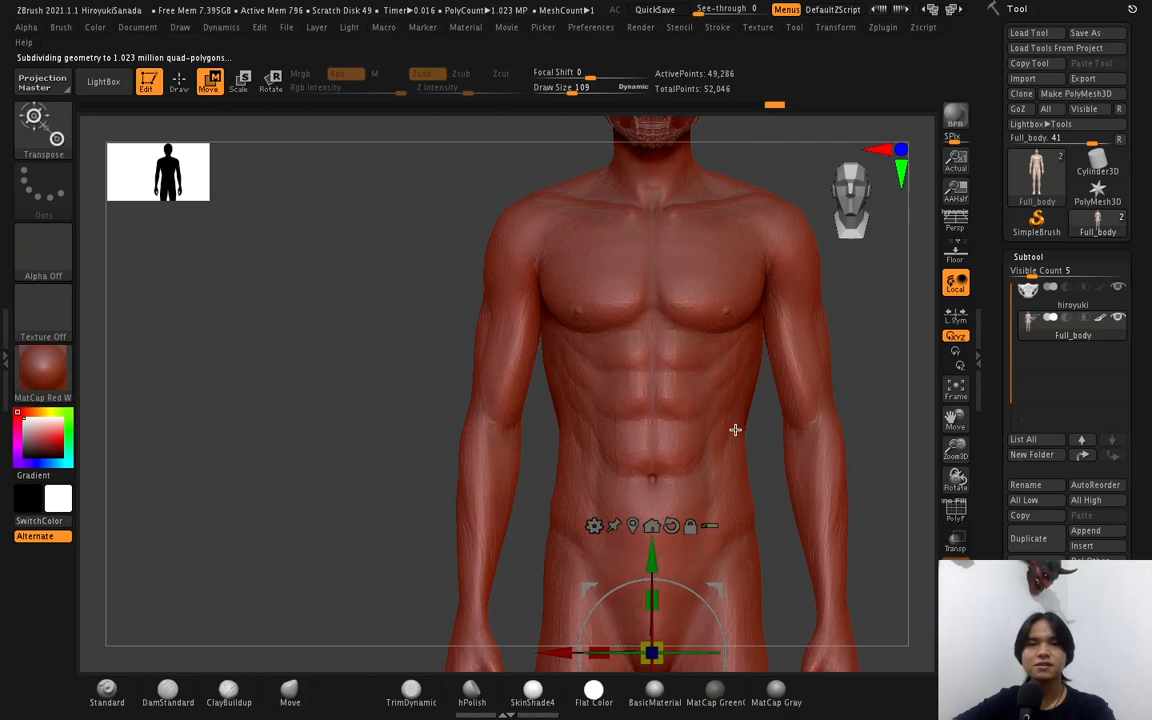 ZBrush 2021.1.1 HiroyukiSanada • Free Mem 7.395GB • Active Mem 796 • Scratch Disk 49 • Timer▶0.016 • PolyCount▶1.023 MP • MeshCount▶1 AC QuickSave See-through 0 Menus DefaultZScript
Alpha Brush Color Document Draw Dynamics Edit File Layer Light Macro Marker Material Movie Picker Preferences Render Stencil Stroke Texture Tool Transform Zplugin Zscript
Help
Subdividing geometry to 1.023 million quad-polygons...
Projection Master LightBox Edit Draw Move Scale Rotate
Mrgb Rgb M Zadd Zsub Zcut
Rgb Intensity Z Intensity
Focal Shift 0
Draw Size 109 Dynamic
ActivePoints: 49,286
TotalPoints: 52,046
Transpose
Dots
Alpha Off
Texture Off
MatCap Red W
Gradient
SwitchColor
Alternate
BPR
SPix
Actual
AAHalf
Dynamic
Persp
Floor
Local
L.Sym
XYZ
Frame
Move
Zoom3D
Rotate
Line Fill
PolyF
Transp
Tool
Load Tool Save As
Load Tools From Project
Copy Tool Paste Tool
Import Export
Clone Make PolyMesh3D
GoZ All Visible R
Lightbox▶Tools
Full_body. 41 R
2
Full_body
Cylinder3D
PolyMesh3D
SimpleBrush
2
Full_body
Subtool
Visible Count 5
hiroyuki
Full_body
List All
New Folder
Rename AutoReorder
All Low All High
Copy Paste
Duplicate Append
Insert
Standard DamStandard ClayBuildup Move TrimDynamic hPolish SkinShade4 Flat Color BasicMaterial MatCap GreenC MatCap Gray